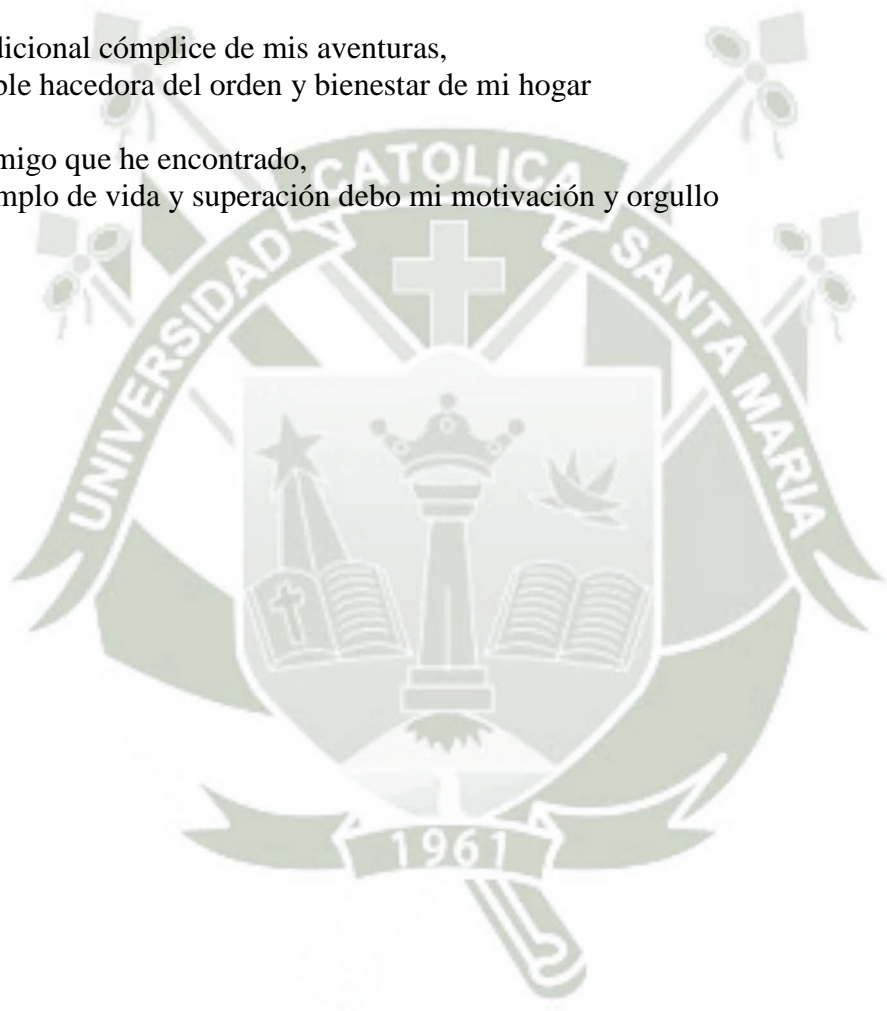 dicional cómplice de mis aventuras,
ble hacedora del orden y bienestar de mi hogar
migo que he encontrado,
mplo de vida y superación debo mi motivación y orgullo
UNIVERSIDAD CATOLICA SANTA MARIA
1961